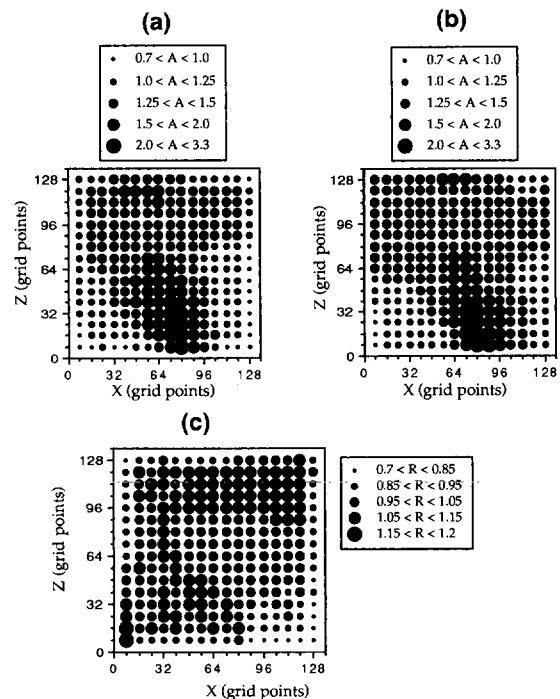 (a)
0.7 < A < 1.0
1.0 < A < 1.25
1.25 < A < 1.5
1.5 < A < 2.0
2.0 < A < 3.3
128
96
64
32
0
Z (grid points)
0 32 64 96 128
X (grid points)
(b)
0.7 < A < 1.0
1.0 < A < 1.25
1.25 < A < 1.5
1.5 < A < 2.0
2.0 < A < 3.3
128
96
64
32
0
Z (grid points)
0 32 64 96 128
X (grid points)
(c)
128
96
64
32
0
Z (grid points)
0 32 64 96 128
X (grid points)
0.7 < R < 0.85
0.85 < R < 0.95
0.95 < R < 1.05
1.05 < R < 1.15
1.15 < R < 1.2